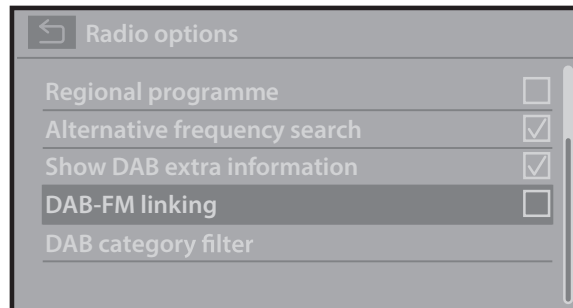 Radio options
Regional programme
Alternative frequency search
Show DAB extra information
DAB-FM linking
DAB category filter